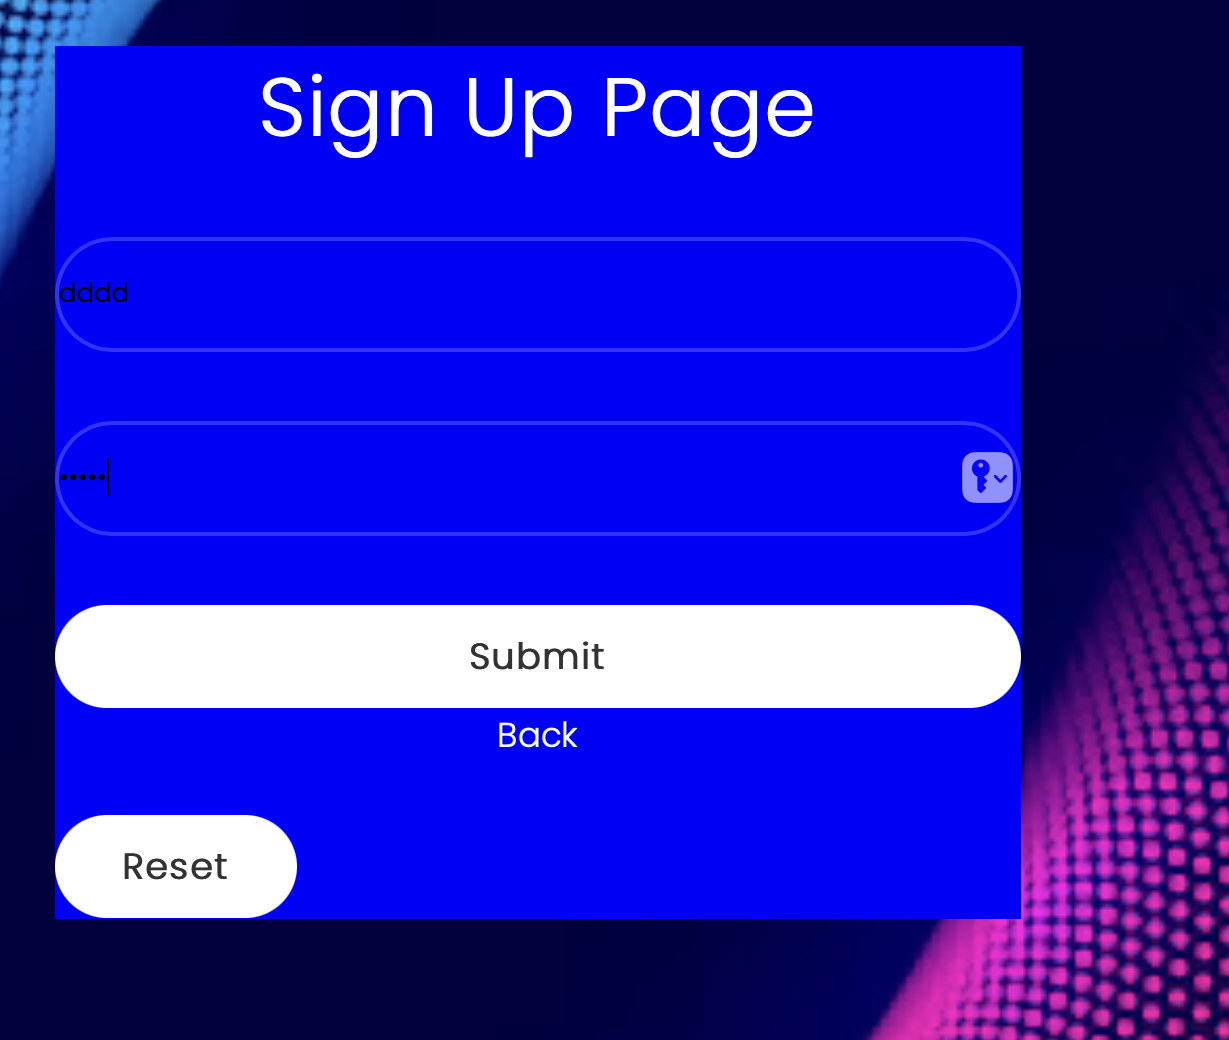 Sign Up Page
dddd
•••••
Submit
Back
Reset